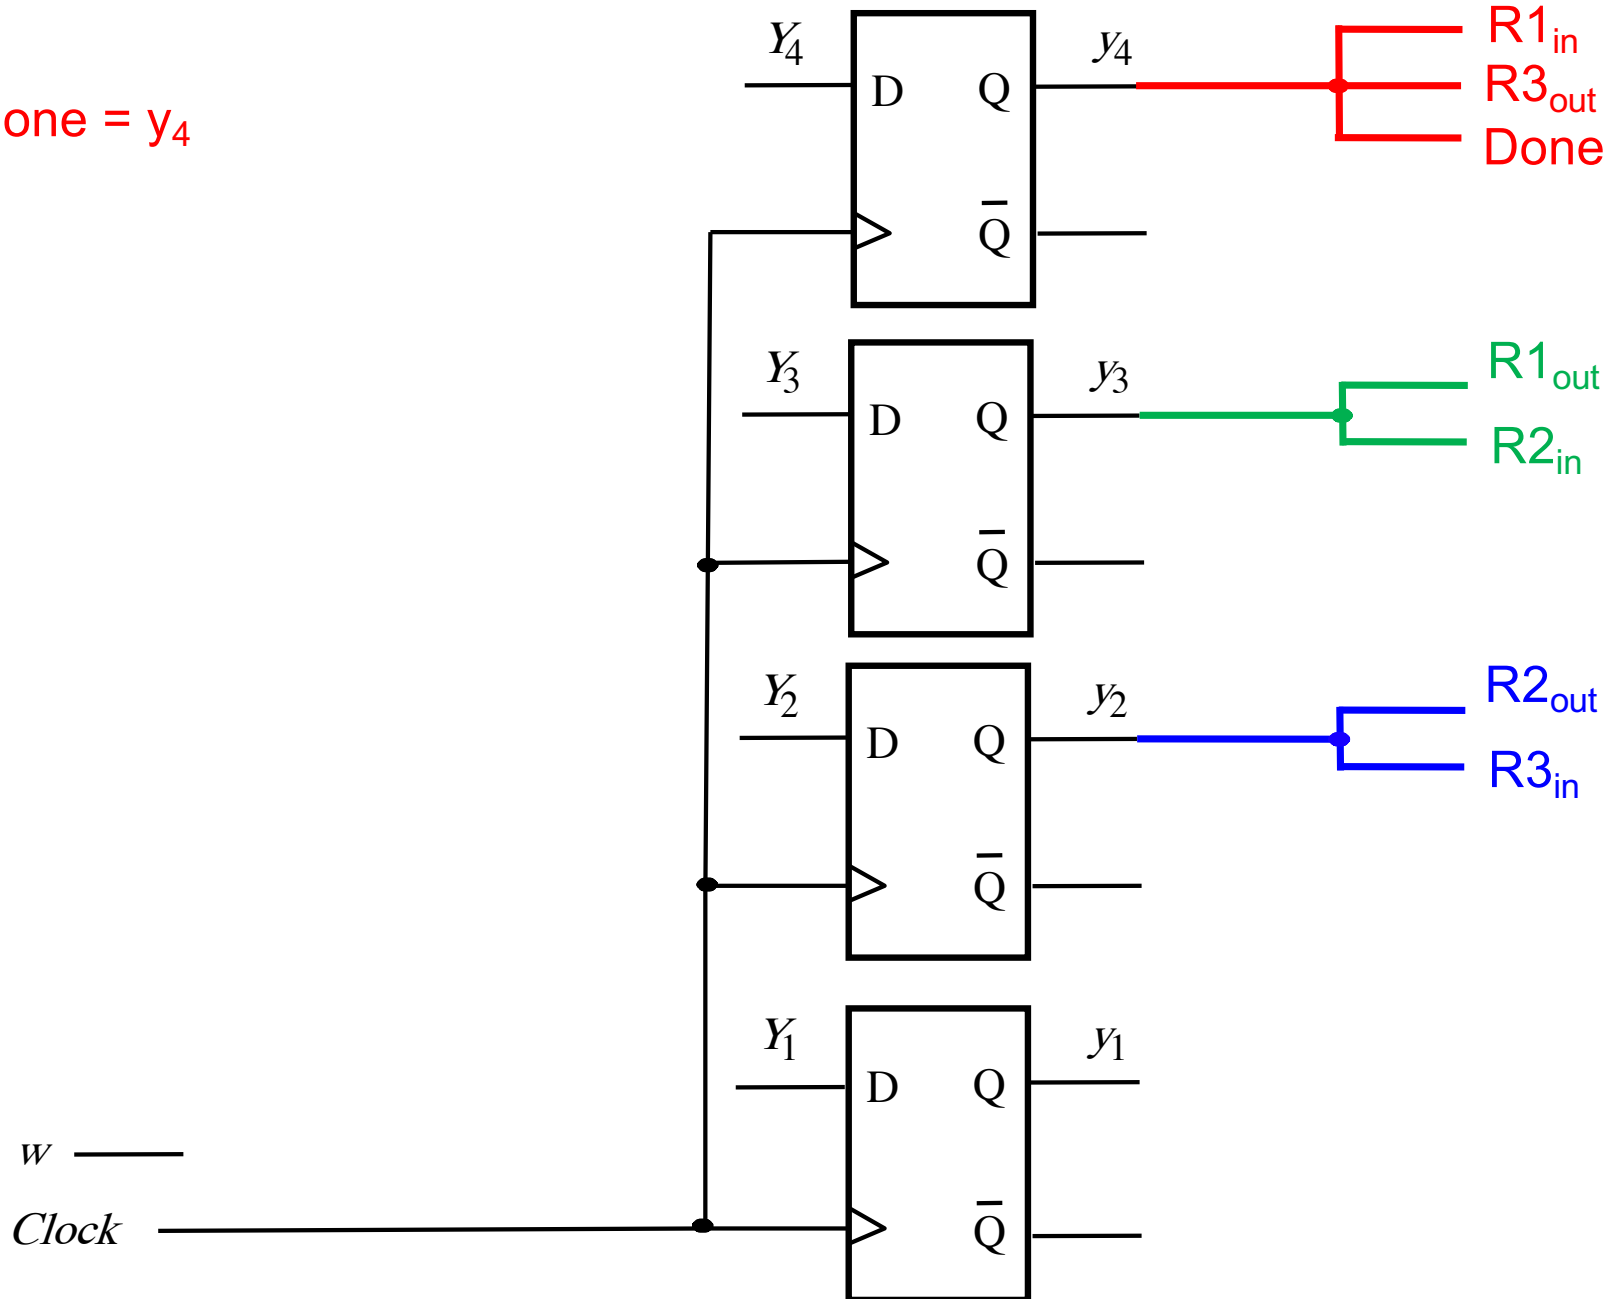 Y4 y4 R1in
D Q R3out
one = y4 Done
Q̅
Y3 y3 R1out
D Q R2in
Q̅
Y2 y2 R2out
D Q R3in
Q̅
Y1 y1
D Q
w
Clock Q̅